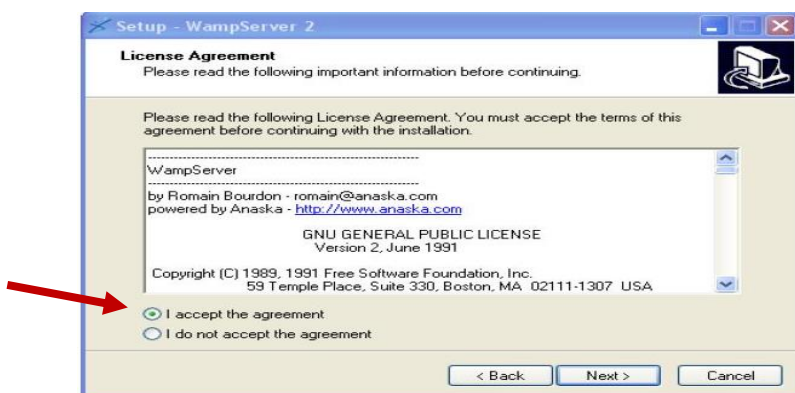 Setup - WampServer 2
License Agreement
Please read the following important information before continuing.
Please read the following License Agreement. You must accept the terms of this
agreement before continuing with the installation.
WampServer
by Romain Bourdon - romain@anaska.com
powered by Anaska - http://www.anaska.com
GNU GENERAL PUBLIC LICENSE
Version 2, June 1991
Copyright (C) 1989, 1991 Free Software Foundation, Inc.
59 Temple Place, Suite 330, Boston, MA  02111-1307  USA
I accept the agreement
I do not accept the agreement
< Back Next > Cancel